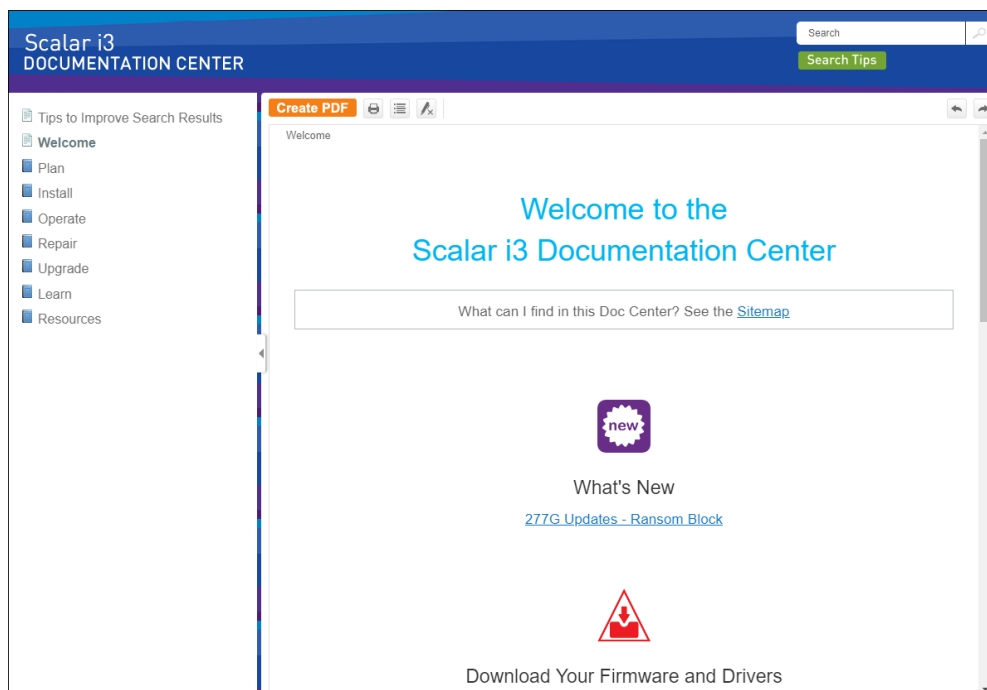 Scalar i3
DOCUMENTATION CENTER
Search
Search Tips
Tips to Improve Search Results
Welcome
Plan
Install
Operate
Repair
Upgrade
Learn
Resources
Create PDF
Welcome
Welcome to the
Scalar i3 Documentation Center
What can I find in this Doc Center? See the Sitemap
new
What's New
277G Updates - Ransom Block
Download Your Firmware and Drivers